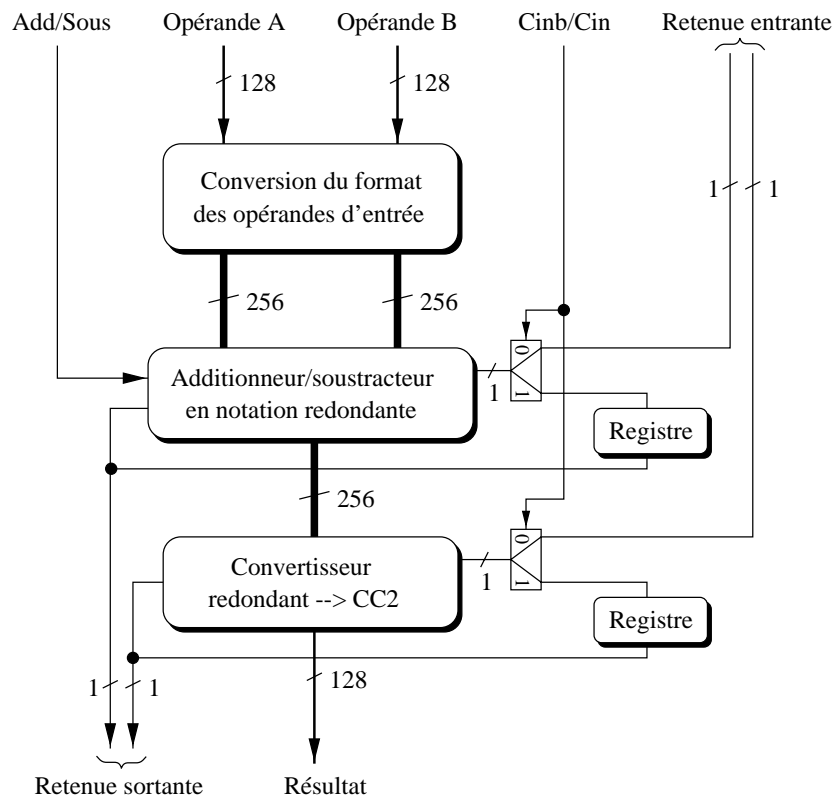 Add/Sous
Opérande A
Opérande B
Cinb/Cin
Retenue entrante
128
128
Conversion du format
des opérandes d'entrée
1
1
256
256
Additionneur/soustracteur
en notation redondante
1
0
1
Registre
256
Convertisseur
redondant --> CC2
1
0
1
Registre
1
1
128
Retenue sortante
Résultat